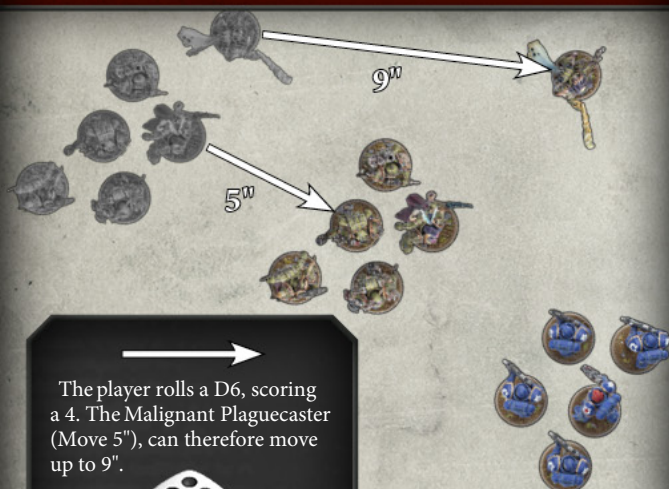 9"
5"
The player rolls a D6, scoring
a 4. The Malignant Plaguecaster
(Move 5"), can therefore move
up to 9".